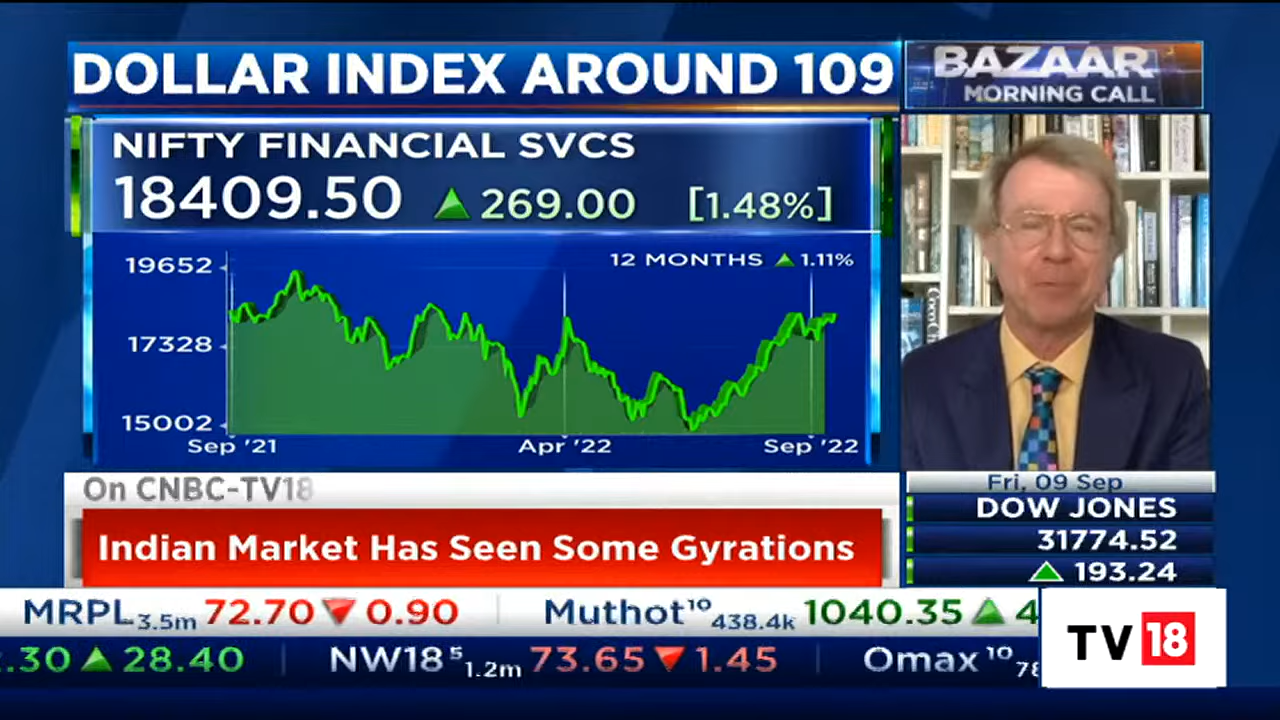 DOLLAR INDEX AROUND 109
BAZAAR
MORNING CALL
NIFTY FINANCIAL SVCS
18409.50 ▲ 269.00 [1.48%]
12 MONTHS ▲ 1.11%
19652
17328
15002
Sep '21 Apr '22 Sep '22
On CNBC-TV18
Indian Market Has Seen Some Gyrations
Fri, 09 Sep
DOW JONES
31774.52
▲ 193.24
MRPL 3.5m 72.70 ▼ 0.90 Muthot 10 438.4k 1040.35 ▲ 4
.30 ▲ 28.40 NW18 5 1.2m 73.65 ▼ 1.45 Omax 10
TV18